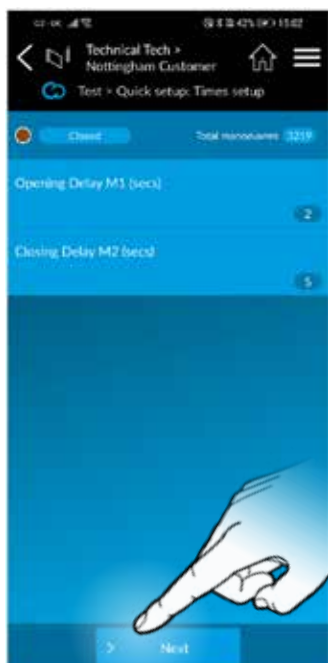 42% 15:02
Technical Tech >
Nottingham Customer
Test > Quick setup: Times setup
Closed Total manoeuvres 3219
Opening Delay M1 (secs)
2
Closing Delay M2 (secs)
5
> Next